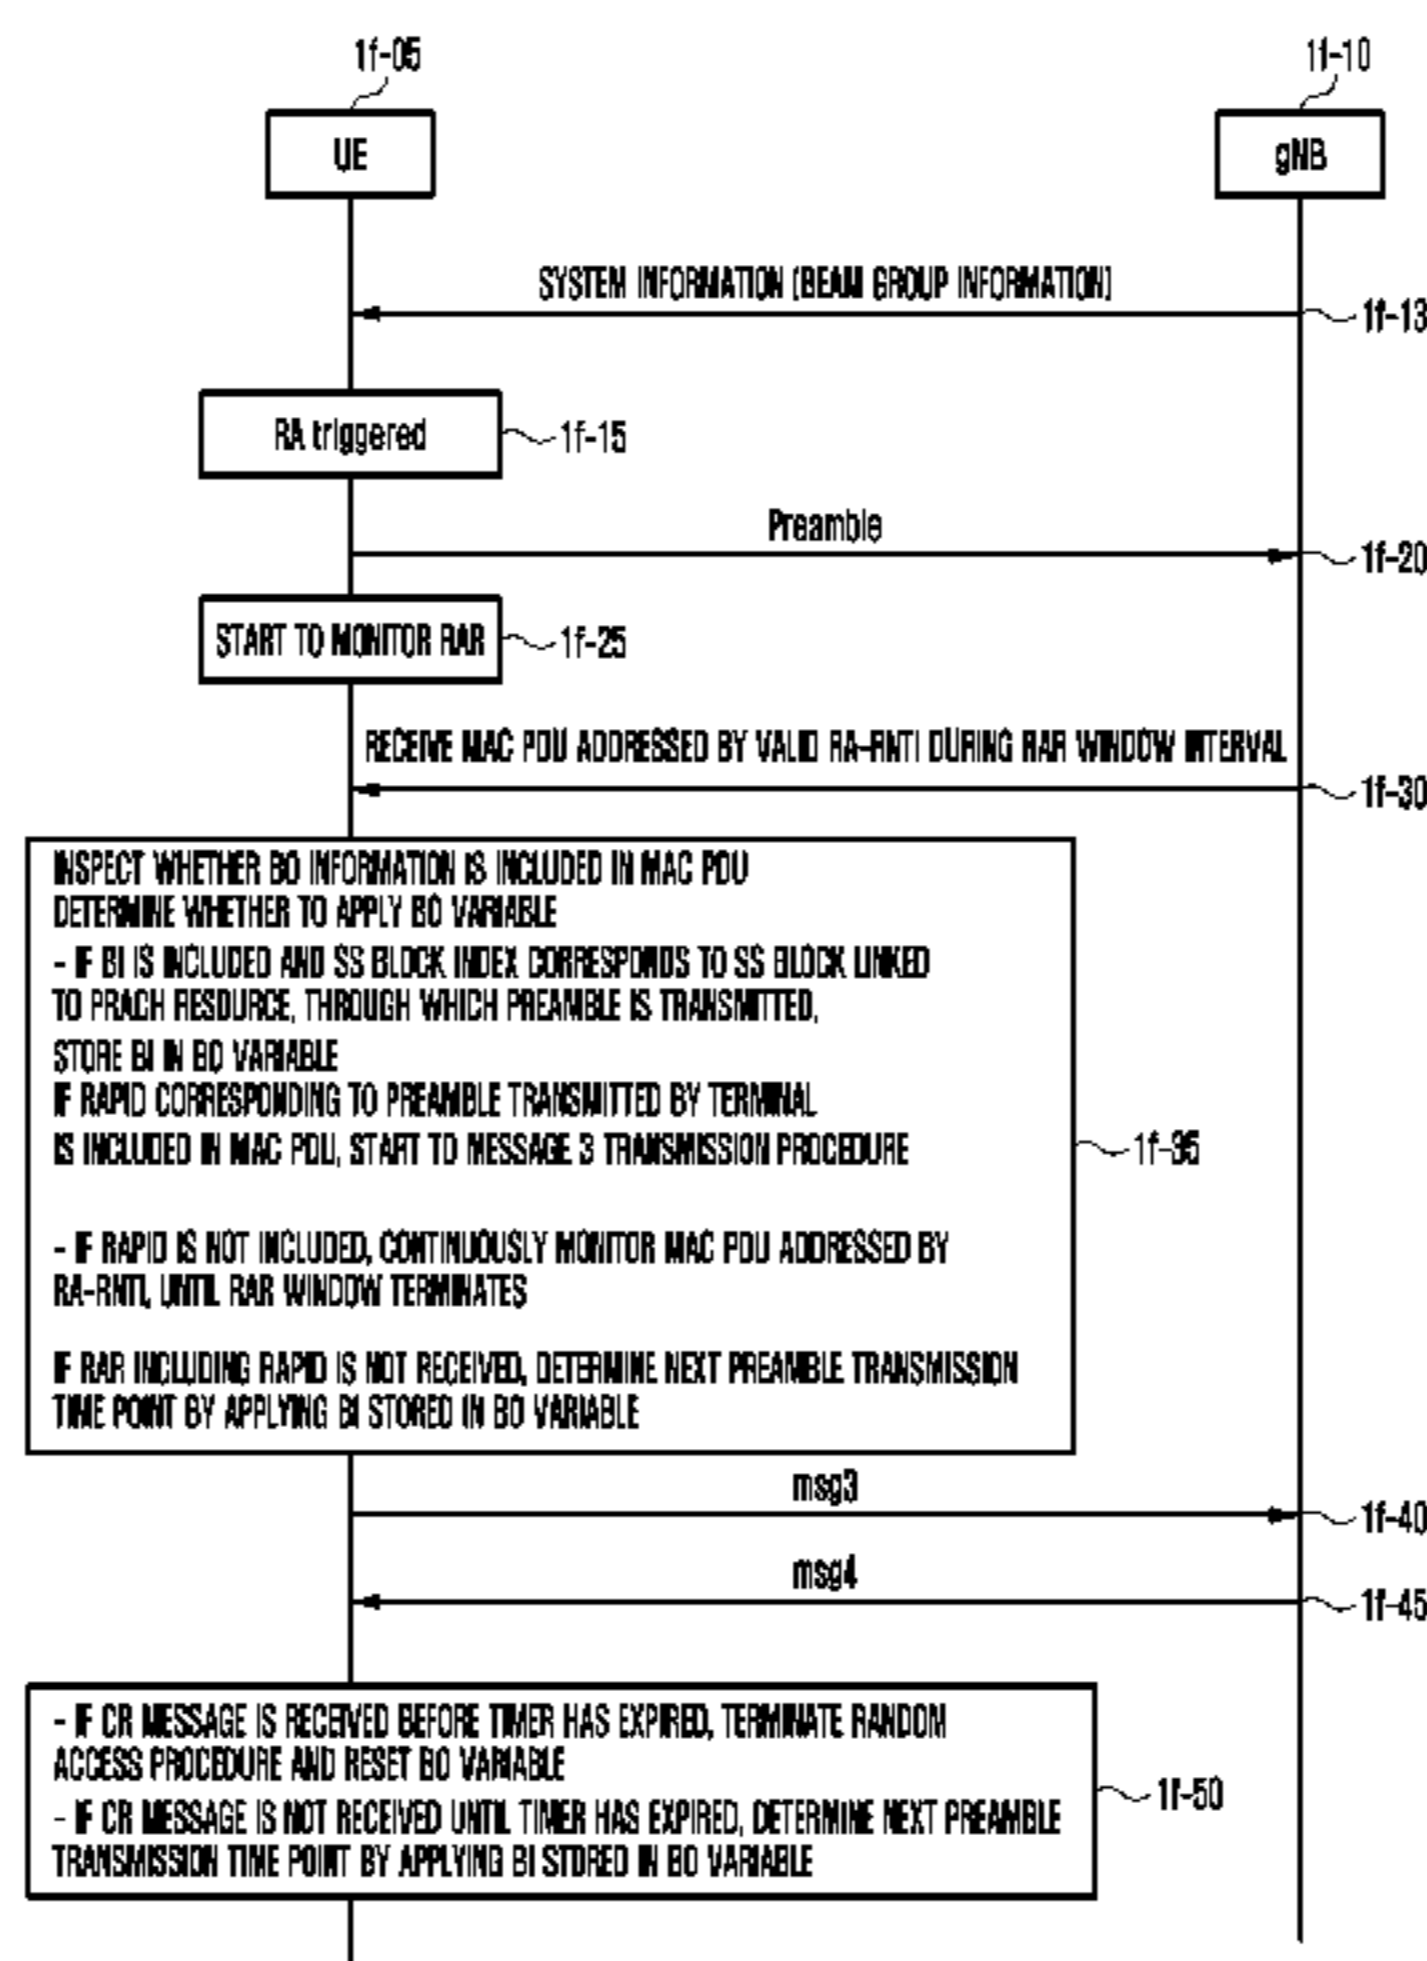 1f-05
1f-10
UE
gNB
SYSTEM INFORMATION (BEAM GROUP INFORMATION)
1f-13
RA triggered
1f-15
Preamble
1f-20
START TO MONITOR RAR
1f-25
RECEIVE MAC PDU ADDRESSED BY VALID RA-RNTI DURING RAR WINDOW INTERVAL
1f-30
INSPECT WHETHER BO INFORMATION IS INCLUDED IN MAC PDU
DETERMINE WHETHER TO APPLY BO VARIABLE
- IF BI IS INCLUDED AND SS BLOCK INDEX CORRESPONDS TO SS BLOCK LINKED
TO PRACH RESOURCE, THROUGH WHICH PREAMBLE IS TRANSMITTED,
STORE BI IN BO VARIABLE
IF RAPID CORRESPONDING TO PREAMBLE TRANSMITTED BY TERMINAL
IS INCLUDED IN MAC PDU, START TO MESSAGE 3 TRANSMISSION PROCEDURE
1f-35
- IF RAPID IS NOT INCLUDED, CONTINUOUSLY MONITOR MAC PDU ADDRESSED BY
RA-RNTI, UNTIL RAR WINDOW TERMINATES
IF RAR INCLUDING RAPID IS NOT RECEIVED, DETERMINE NEXT PREAMBLE TRANSMISSION
TIME POINT BY APPLYING BI STORED IN BO VARIABLE
msg3
1f-40
msg4
1f-45
- IF CR MESSAGE IS RECEIVED BEFORE TIMER HAS EXPIRED, TERMINATE RANDOM
ACCESS PROCEDURE AND RESET BO VARIABLE
1f-50
- IF CR MESSAGE IS NOT RECEIVED UNTIL TIMER HAS EXPIRED, DETERMINE NEXT PREAMBLE
TRANSMISSION TIME POINT BY APPLYING BI STORED IN BO VARIABLE